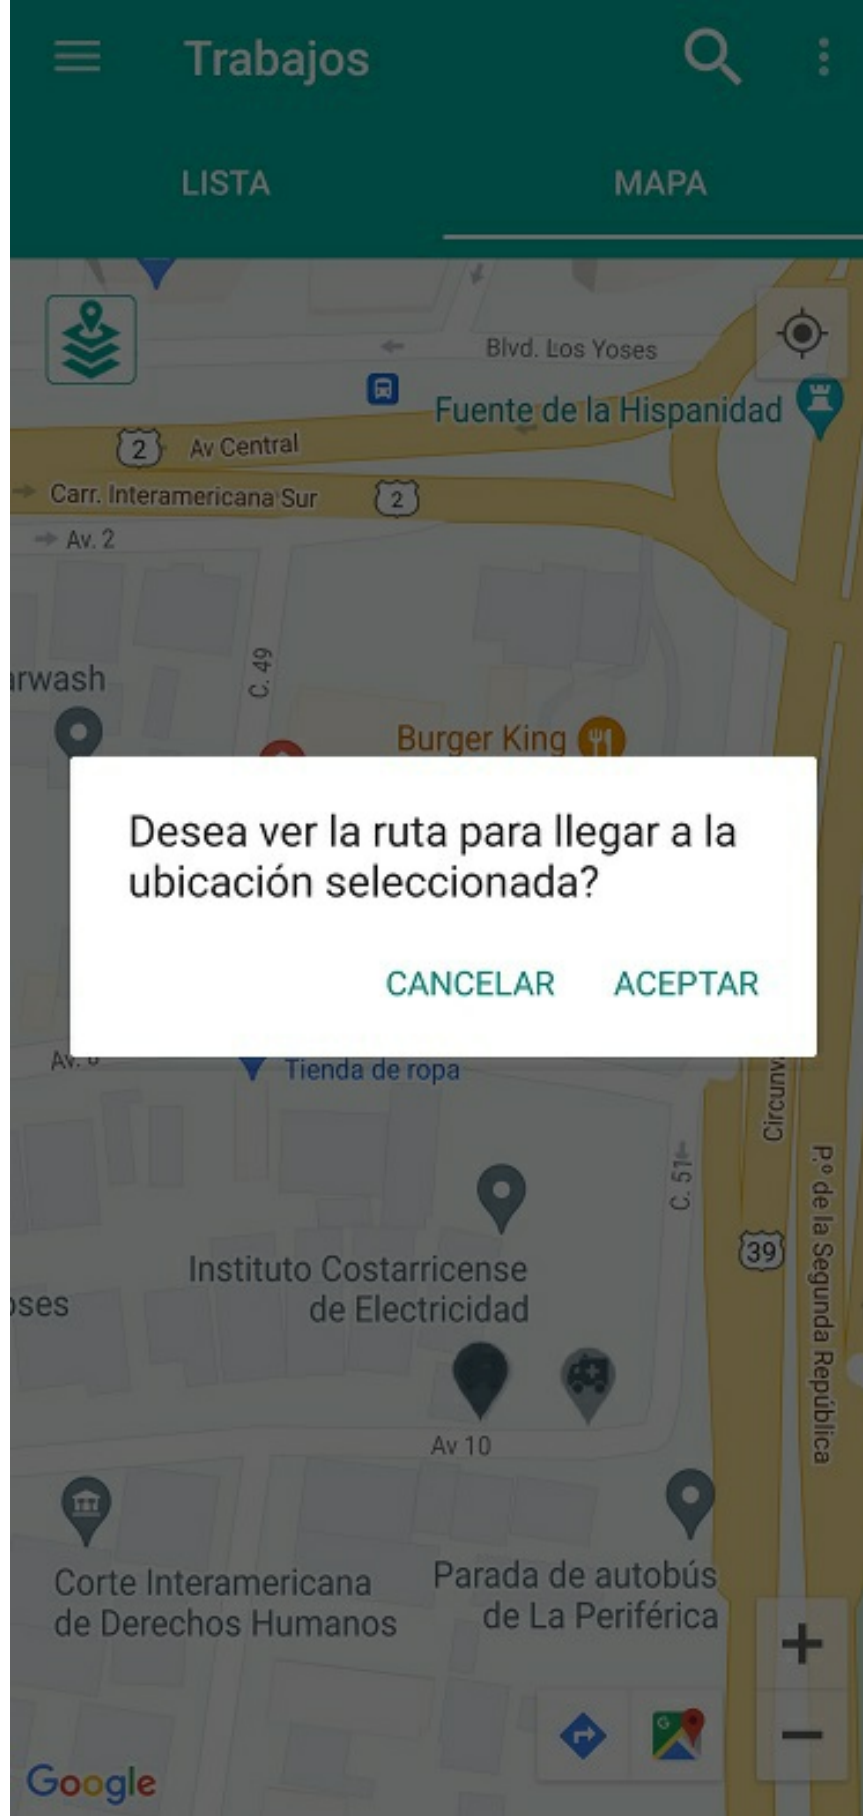 Trabajos
LISTA
MAPA
Blvd. Los Yoses
Fuente de la Hispanidad
2
Av Central
Carr. Interamericana Sur
2
Av. 2
C. 49
Burger King
Desea ver la ruta para llegar a la
ubicación seleccionada?
CANCELAR
ACEPTAR
Tienda de ropa
C. 51
39
P.º de la Segunda República
Instituto Costarricense
de Electricidad
Av 10
Corte Interamericana
de Derechos Humanos
Parada de autobús
de La Periférica
Google